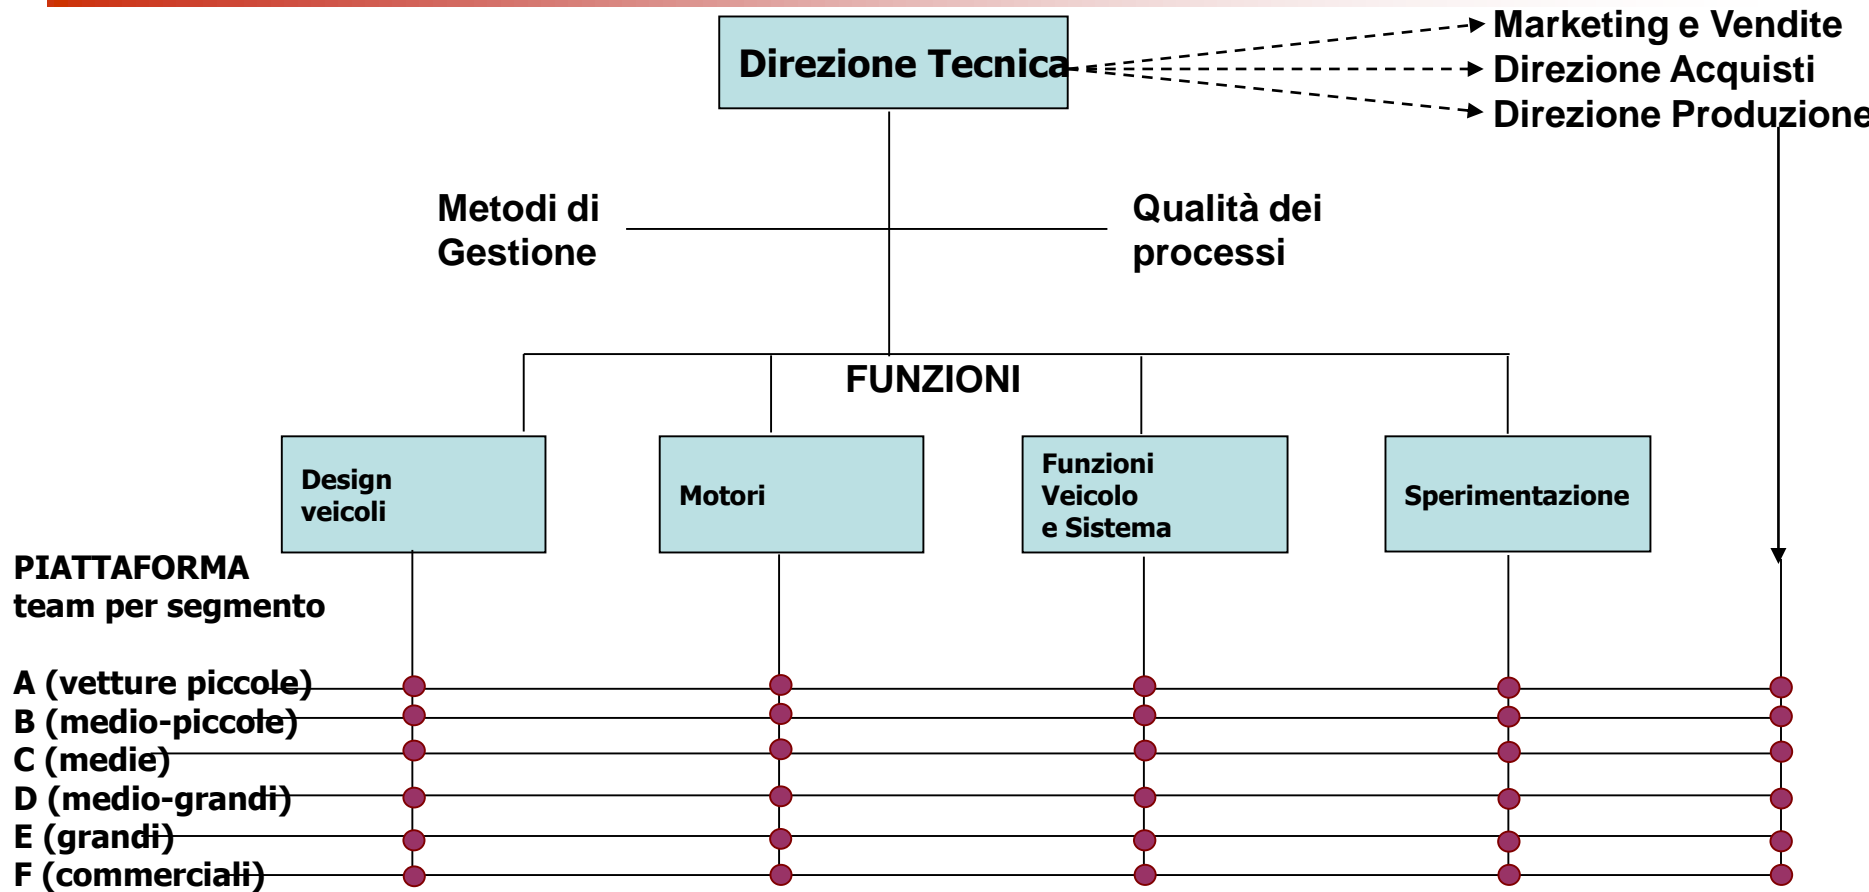 Direzione Tecnica
Marketing e Vendite
Direzione Acquisti
Direzione Produzione
Metodi di
Gestione
Qualità dei
processi
FUNZIONI
Design
veicoli
Motori
Funzioni
Veicolo
e Sistema
Sperimentazione
PIATTAFORMA
team per segmento
A (vetture piccole)
B (medio-piccole)
C (medie)
D (medio-grandi)
E (grandi)
F (commerciali)